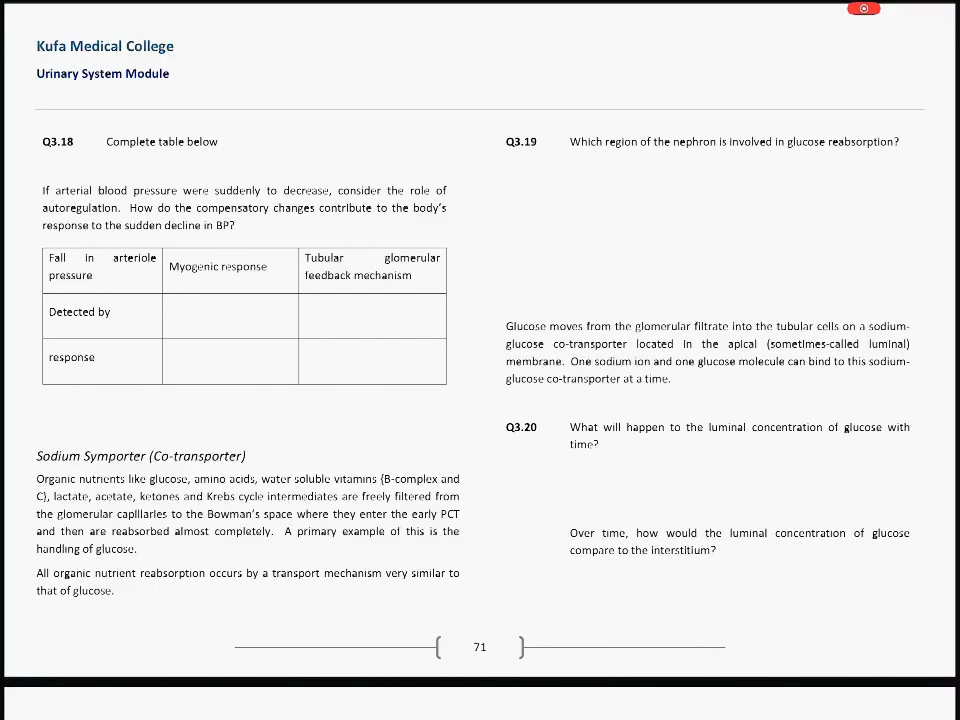 Kufa Medical College
Urinary System Module
Q3.18 Complete table below
If arterial blood pressure were suddenly to decrease, consider the role of
autoregulation. How do the compensatory changes contribute to the body's
response to the sudden decline in BP?
Fall in arteriole
pressure
Myogenic response
Tubular glomerular
feedback mechanism
Detected by
response
Sodium Symporter (Co-transporter)
Organic nutrients like glucose, amino acids, water soluble vitamins {B-complex and
C}, lactate, acetate, ketones and Krebs cycle intermediates are freely filtered from
the glomerular capillaries to the Bowman's space where they enter the early PCT
and then are reabsorbed almost completely. A primary example of this is the
handling of glucose.
All organic nutrient reabsorption occurs by a transport mechanism very similar to
that of glucose.
Q3.19 Which region of the nephron is involved in glucose reabsorption?
Glucose moves from the glomerular filtrate into the tubular cells on a sodium-
glucose co-transporter located in the apical (sometimes-called luminal)
membrane. One sodium ion and one glucose molecule can bind to this sodium-
glucose co-transporter at a time.
Q3.20 What will happen to the luminal concentration of glucose with
time?
Over time, how would the luminal concentration of glucose
compare to the interstitium?
71